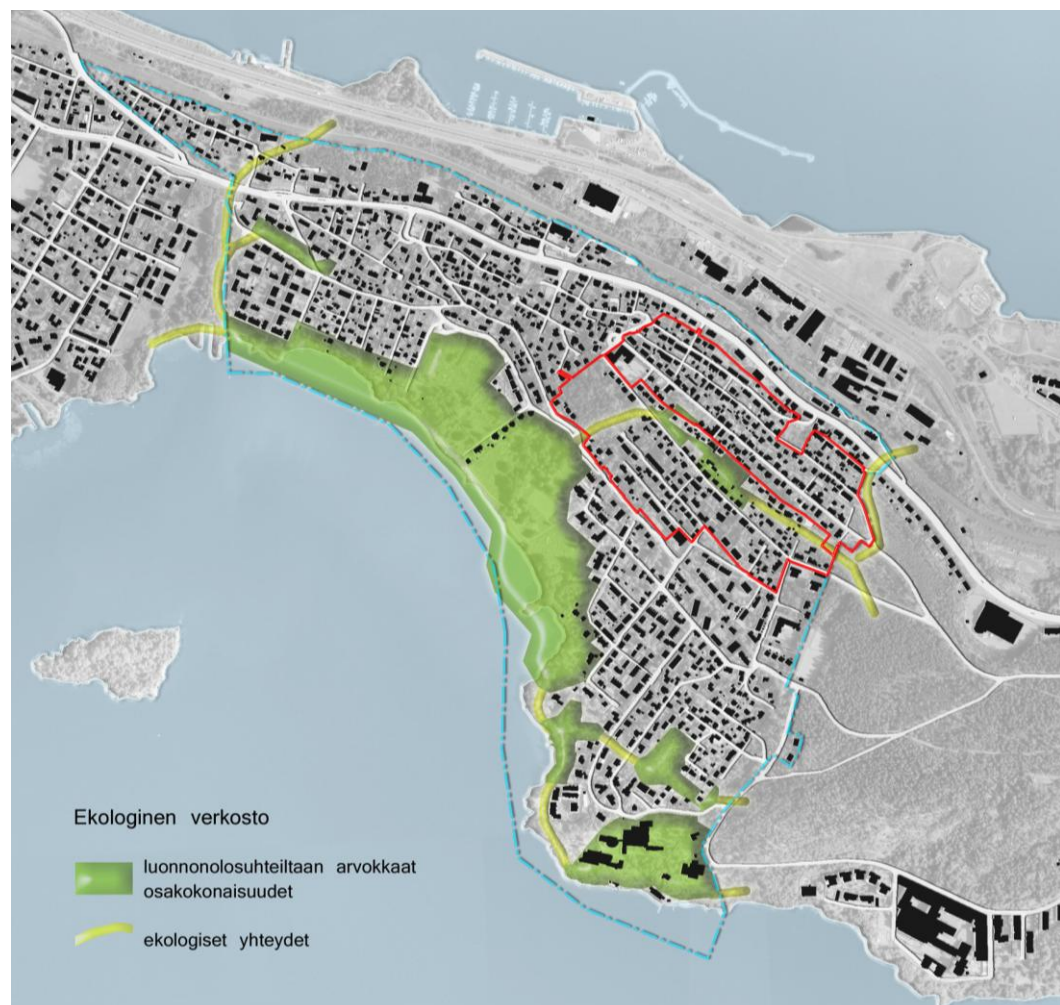 Ekologinen verkosto
luonnonolosuhteiltaan arvokkaat
osakokonaisuudet
ekologiset yhteydet